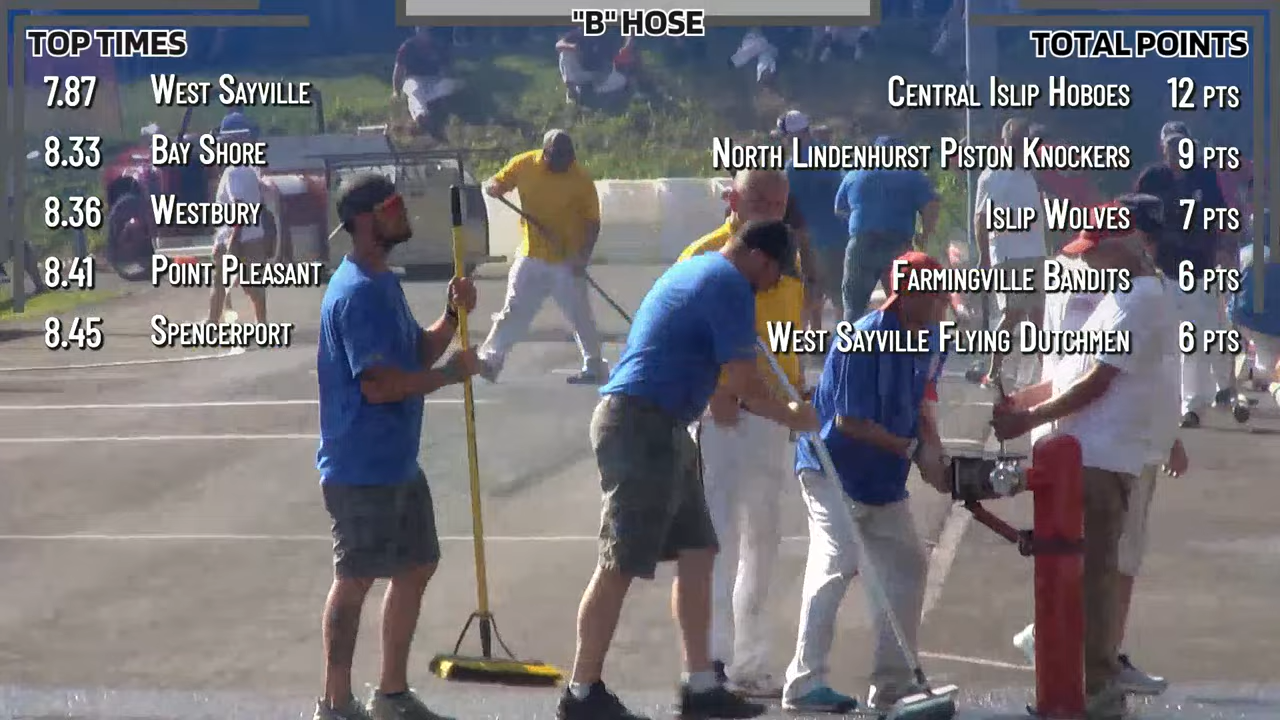 "B" HOSE
TOP TIMES
7.87 WEST SAYVILLE
8.33 BAY SHORE
8.36 WESTBURY
8.41 POINT PLEASANT
8.45 SPENCERPORT
TOTAL POINTS
CENTRAL ISLIP HOBOES 12 PTS
NORTH LINDENHURST PISTON KNOCKERS 9 PTS
ISLIP WOLVES 7 PTS
FARMINGVILLE BANDITS 6 PTS
WEST SAYVILLE FLYING DUTCHMEN 6 PTS